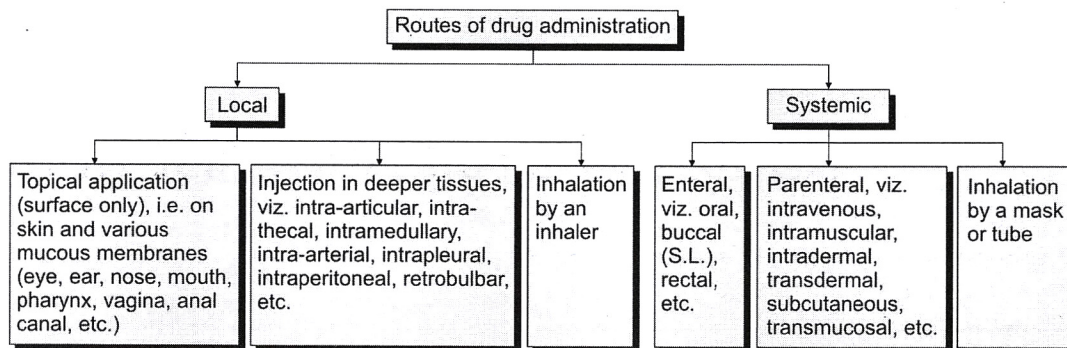 Routes of drug administration
Local
Systemic
Topical application
(surface only), i.e. on
skin and various
mucous membranes
(eye, ear, nose, mouth,
pharynx, vagina, anal
canal, etc.)
Injection in deeper tissues,
viz. intra-articular, intra-
thecal, intramedullary,
intra-arterial, intrapleural,
intraperitoneal, retrobulbar,
etc.
Inhalation
by an
inhaler
Enteral,
viz. oral,
buccal
(S.L.),
rectal,
etc.
Parenteral, viz.
intravenous,
intramuscular,
intradermal,
transdermal,
subcutaneous,
transmucosal, etc.
Inhalation
by a mask
or tube